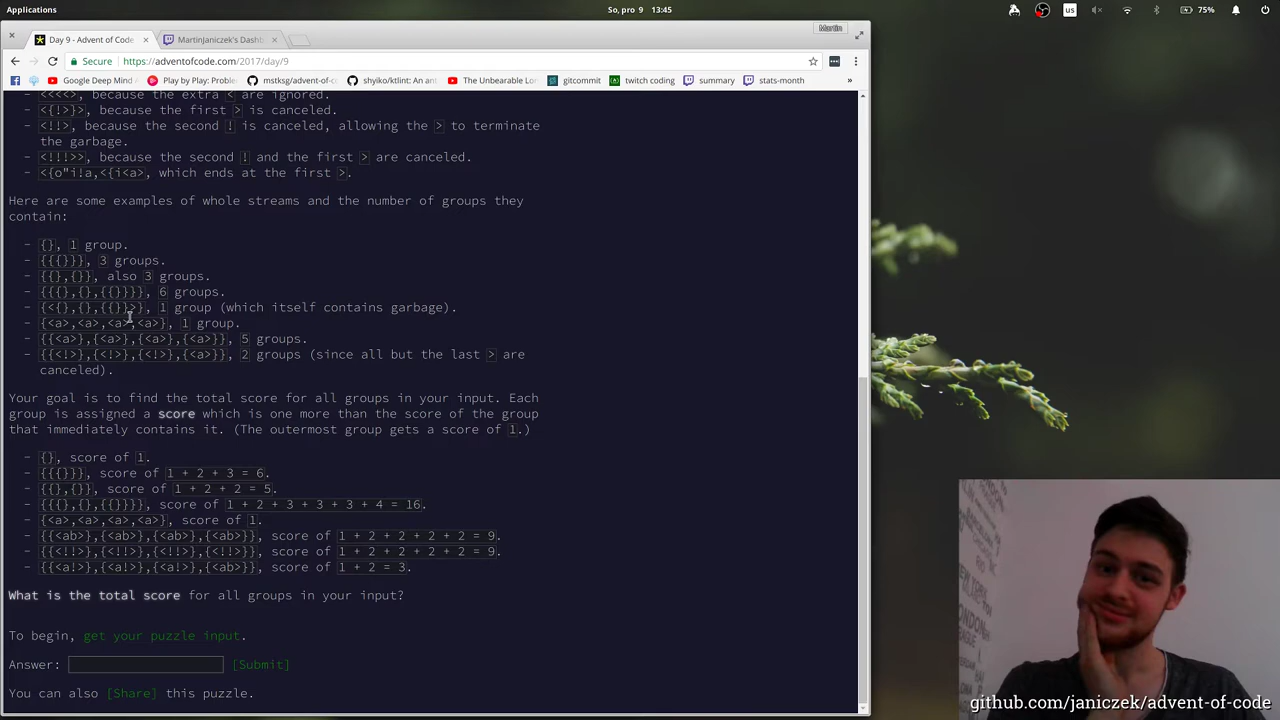 Applications
So, pro 9 13:45
us
75%
Day 9 - Advent of
MartinJaniczek's Dashb
Martin
Secure
https://adventofcode.com/2017/day/9
Google Deep Mind
Play by Play: Proble
mstksg/advent-of-c
shyiko/ktlint: An ant
The Unbearable Lo
gitcommit
twitch coding
summary
stats-month
»
because the extra < are ignored.
- <{!>}>, because the first > is canceled.
- <!!>, because the second ! is canceled, allowing the > to terminate
the garbage.
- <!!!>>, because the second ! and the first > are canceled.
- <{o"i!a,<{i<a>, which ends at the first >.
Here are some examples of whole streams and the number of groups they
contain:
- {}, 1 group.
- {{{}}}, 3 groups.
- {{},{}}, also 3 groups.
- {{{},{},{{}}}}, 6 groups.
- {<{},{},{{}}>}, 1 group (which itself contains garbage).
- {<a>,<a>,<a>,<a>}, 1 group.
- {{<a>},{<a>},{<a>},{<a>}}, 5 groups.
- {{<!>},{<!>},{<!>},{<a>}}, 2 groups (since all but the last > are
canceled).
Your goal is to find the total score for all groups in your input. Each
group is assigned a score which is one more than the score of the group
that immediately contains it. (The outermost group gets a score of 1.)
- {}, score of 1.
- {{{}}}, score of 1 + 2 + 3 = 6.
- {{},{}}, score of 1 + 2 + 2 = 5.
- {{{},{},{{}}}}, score of 1 + 2 + 3 + 3 + 3 + 4 = 16.
- {<a>,<a>,<a>,<a>}, score of 1.
- {{<ab>},{<ab>},{<ab>},{<ab>}}, score of 1 + 2 + 2 + 2 + 2 = 9.
- {{<!!>},{<!!>},{<!!>},{<!!>}}, score of 1 + 2 + 2 + 2 + 2 = 9.
- {{<a!>},{<a!>},{<a!>},{<ab>}}, score of 1 + 2 = 3.
What is the total score for all groups in your input?
To begin, get your puzzle input.
Answer:
[Submit]
You can also [Share] this puzzle.
LONDON
github.com/janiczek/advent-of-code